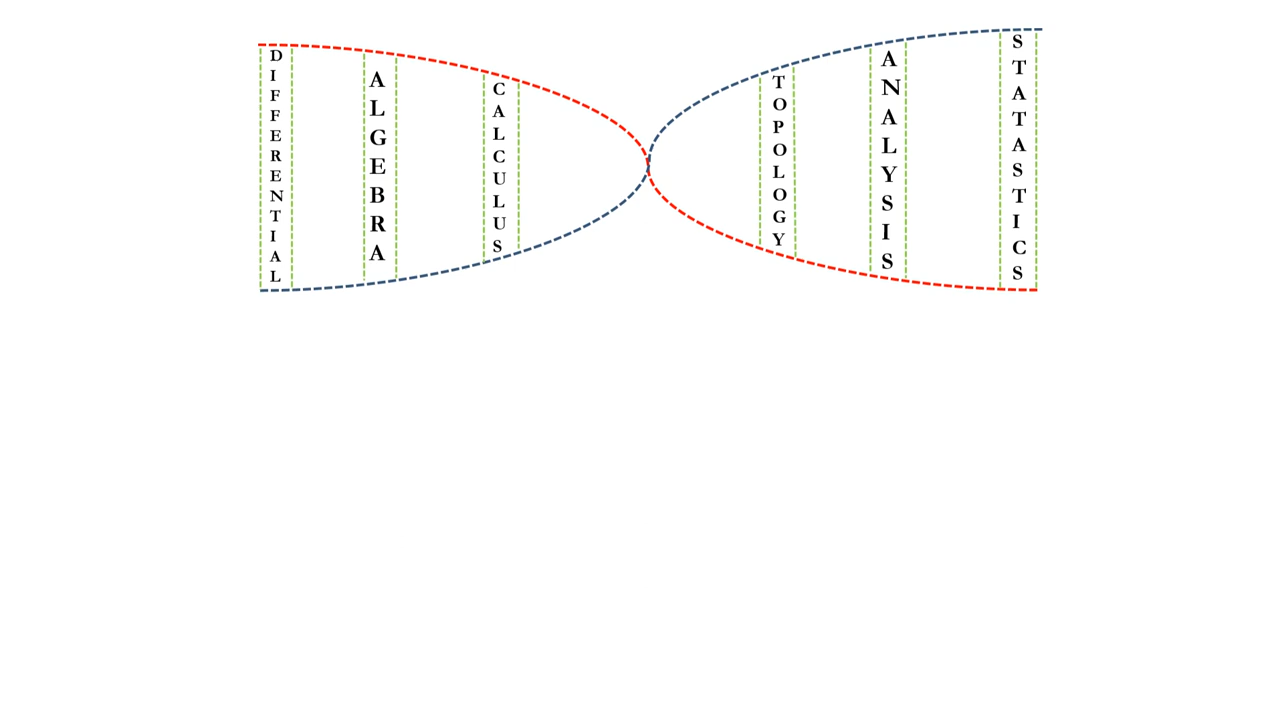 DIFFERENTIAL
ALGEBRA
CALCULUS
TOPOLOGY
ANALYSIS
STATASTICS